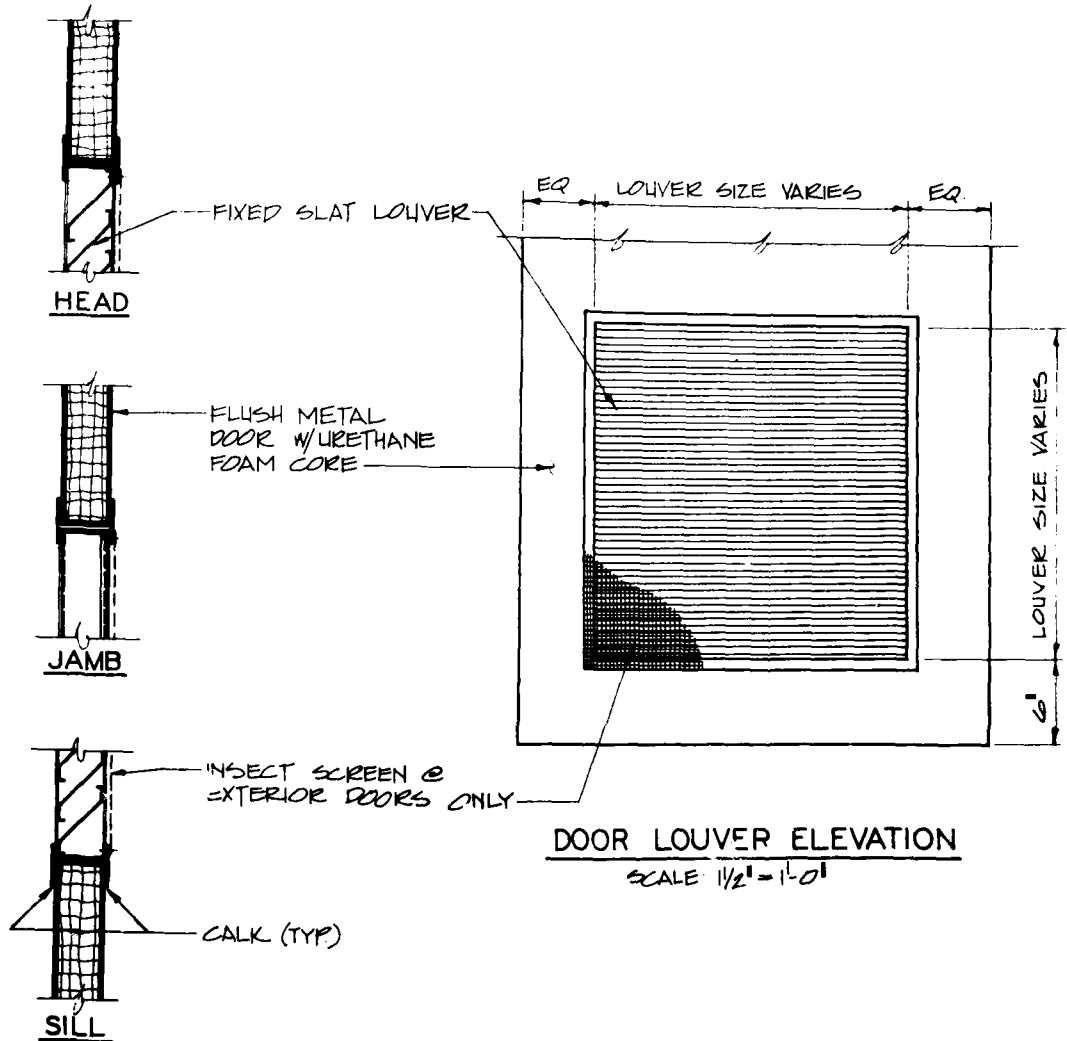 EQ
LOUVER SIZE VARIES
EQ.
FIXED SLAT LOUVER
HEAD
FLUSH METAL
DOOR W/URETHANE
FOAM CORE
LOUVER SIZE VARIES
JAMB
6"
INSECT SCREEN @
EXTERIOR DOORS ONLY
DOOR LOUVER ELEVATION
SCALE 1 1/2" = 1'-0"
CALK (TYP.)
SILL